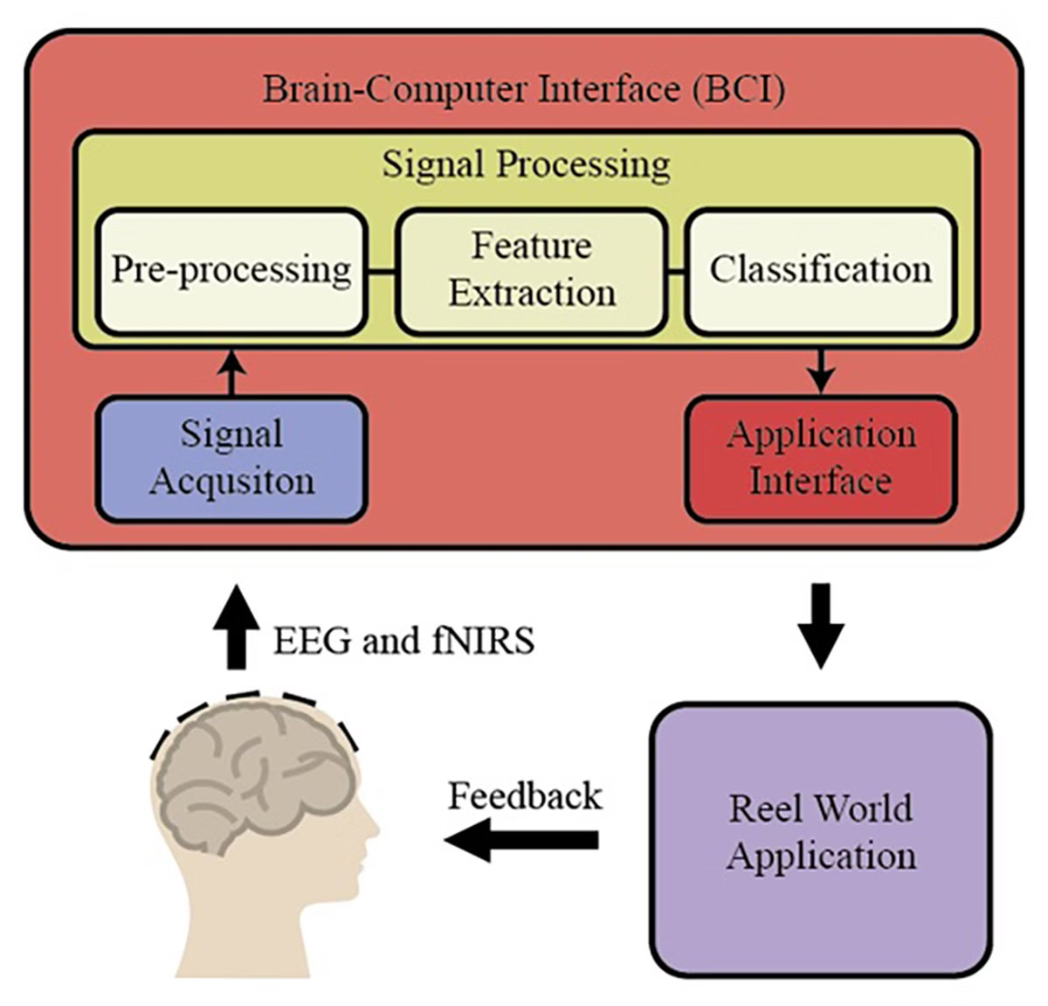 Brain-Computer Interface (BCI)
Signal Processing
Pre-processing
Feature
Extraction
Classification
Signal
Acqusiton
Application
Interface
EEG and fNIRS
Feedback
Reel World
Application